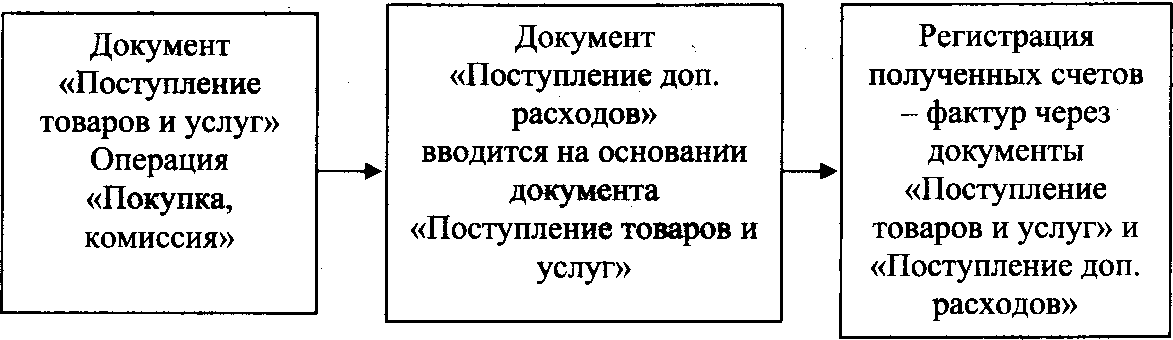 Документ
«Поступление
товаров и услуг»
Операция
«Покупка,
комиссия»
Документ
«Поступление доп.
расходов»
вводится на основании
документа
«Поступление товаров и
услуг»
Регистрация
полученных счетов
– фактур через
документы
«Поступление
товаров и услуг» и
«Поступление доп.
расходов»